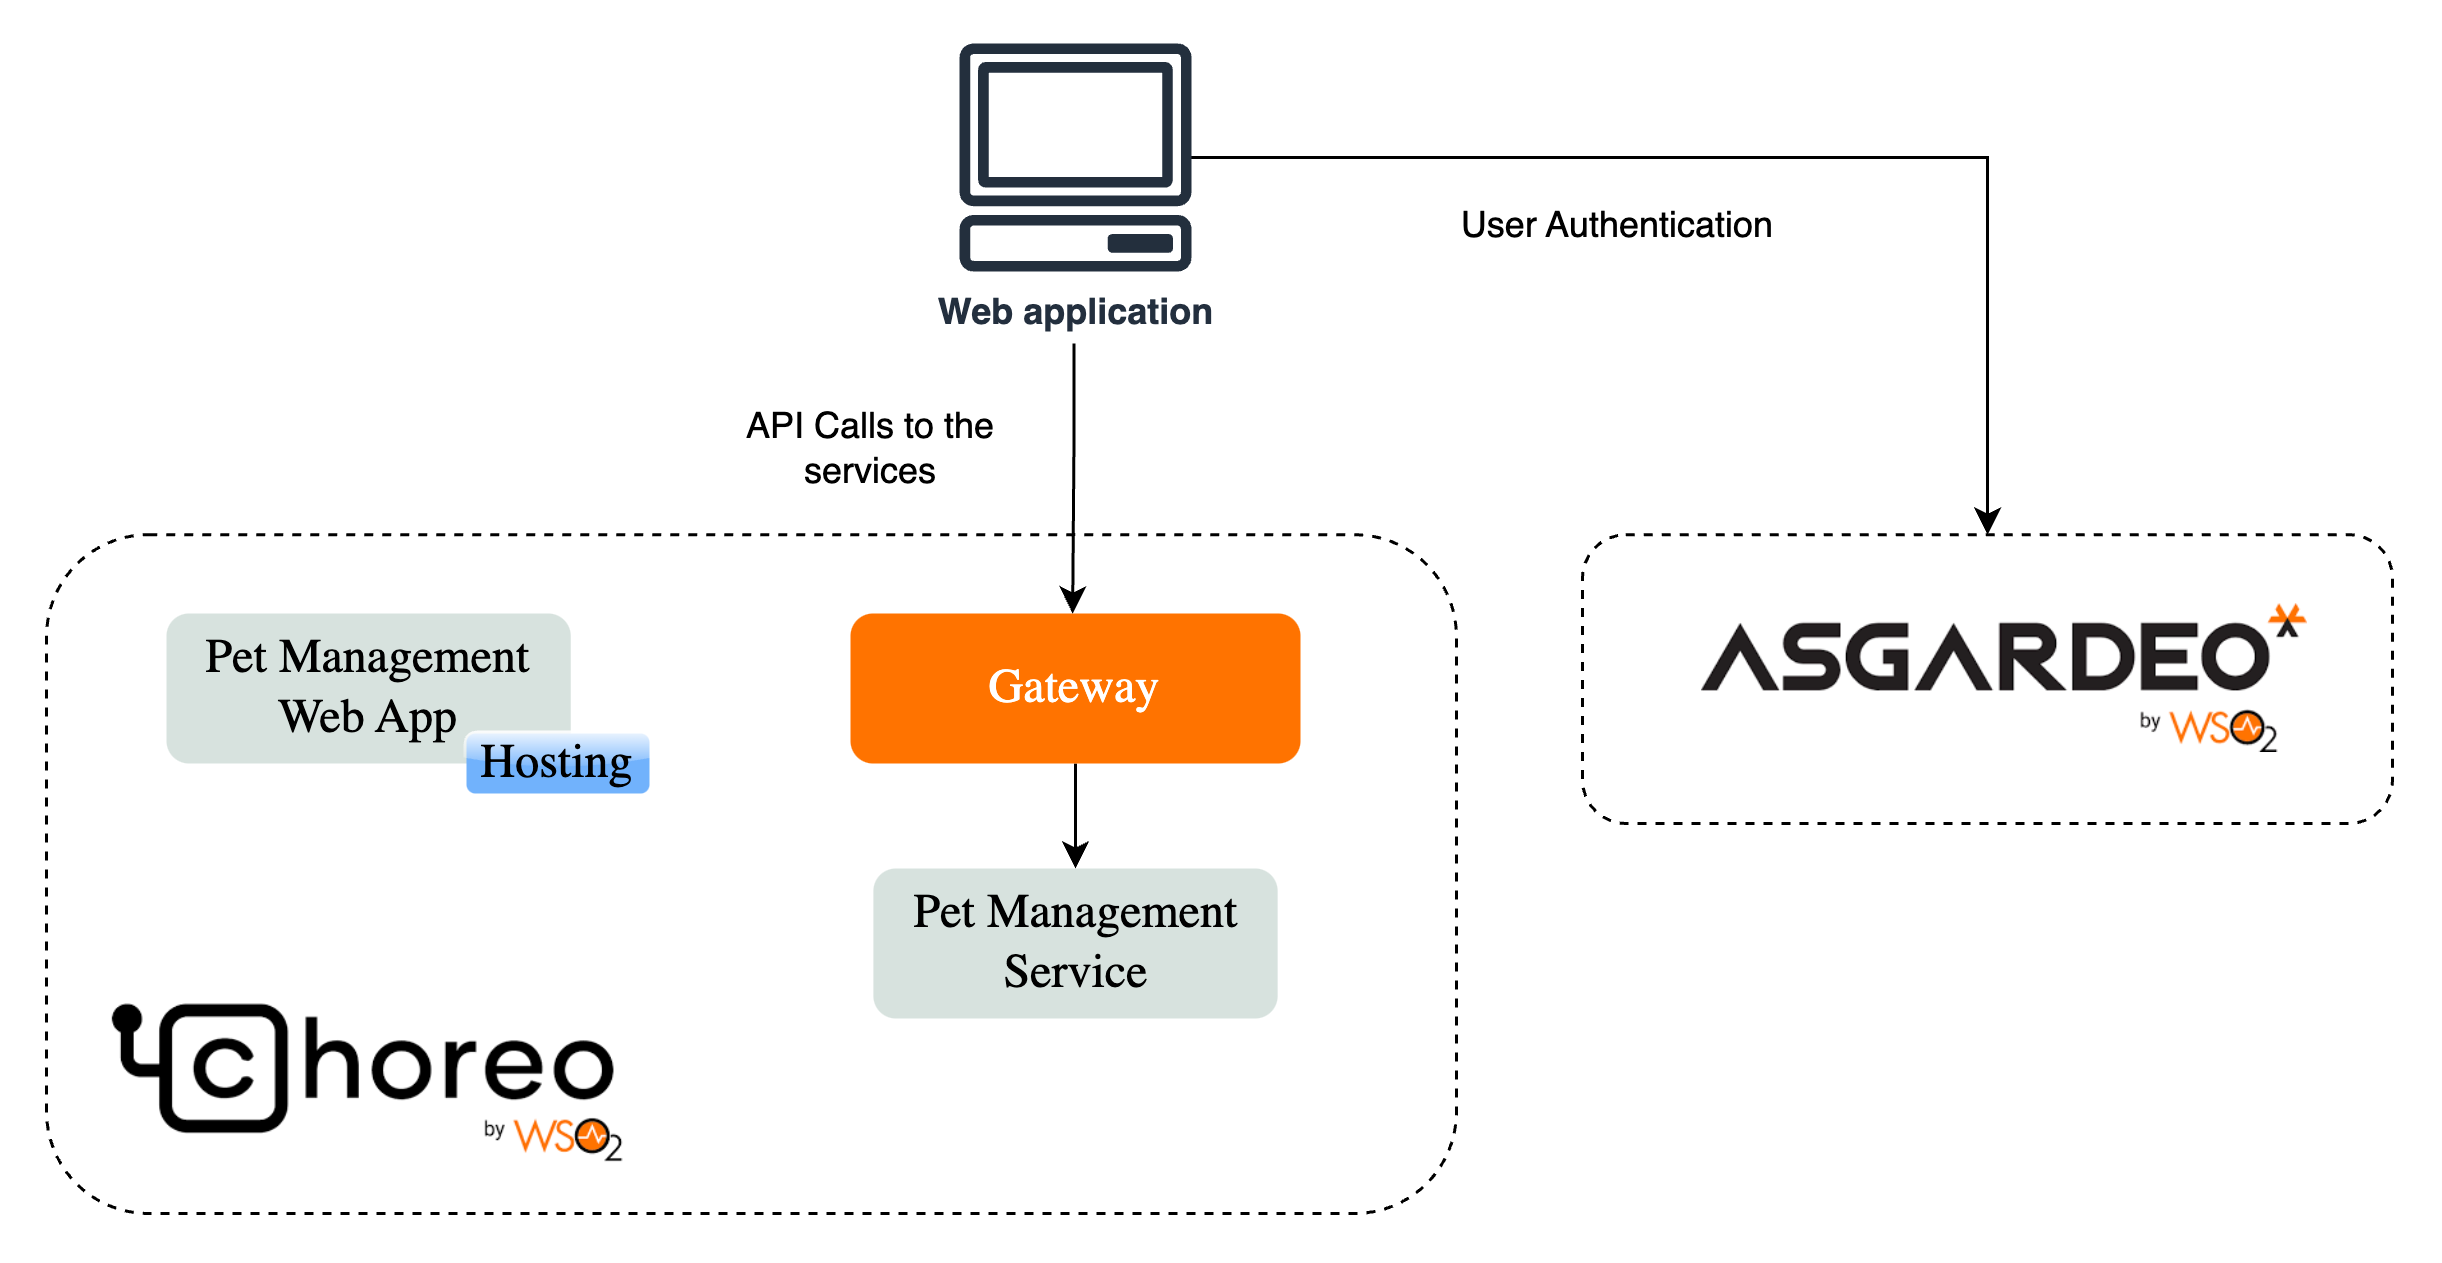 User Authentication
Web application
API Calls to the
services
Pet Management
Web App
Hosting
Gateway
ASGARDEO
by WSO2
Pet Management
Service
choreo
by WSO2